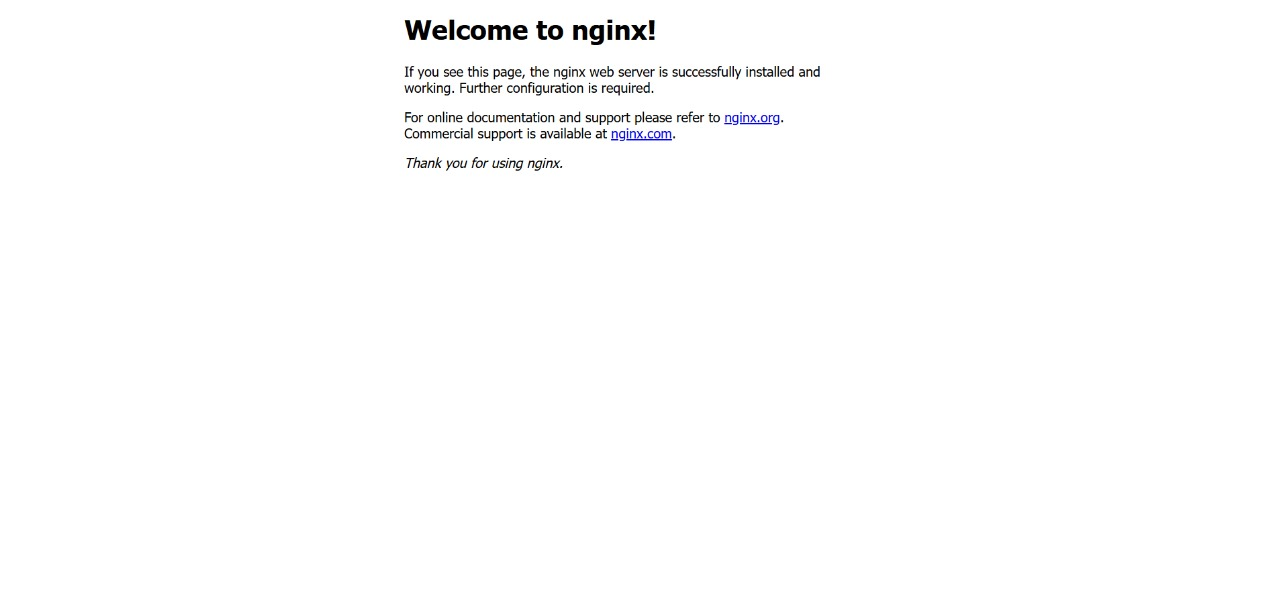 Welcome to nginx!
If you see this page, the nginx web server is successfully installed and
working. Further configuration is required.
For online documentation and support please refer to nginx.org.
Commercial support is available at nginx.com.
Thank you for using nginx.